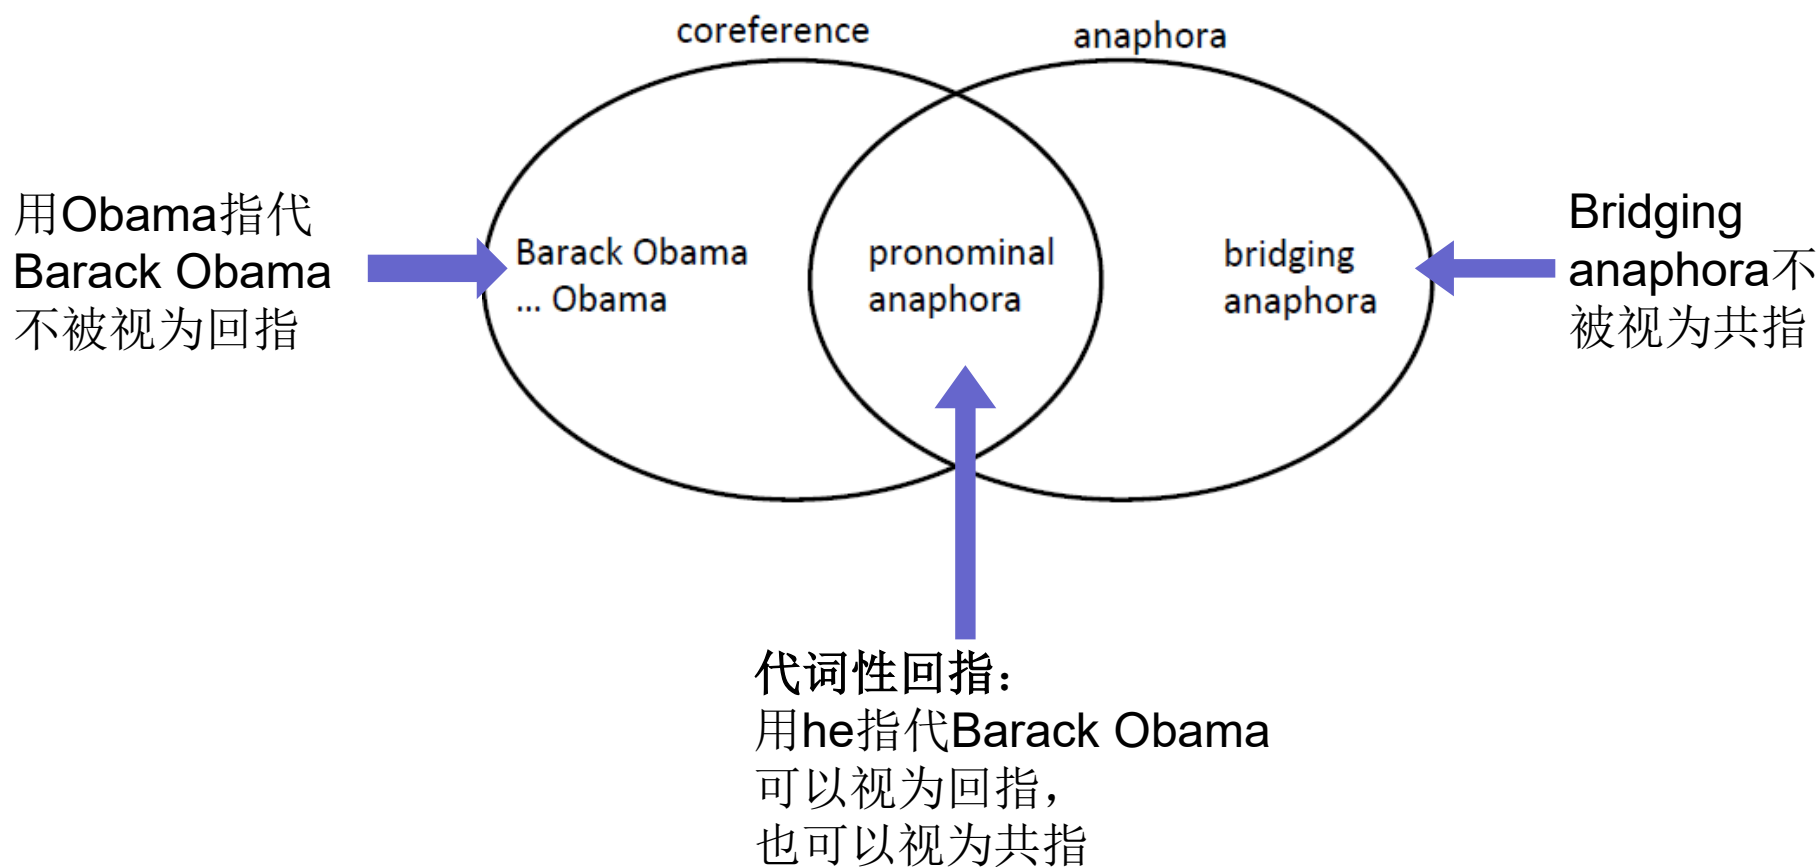 coreference
anaphora
用Obama指代
Barack Obama
不被视为回指
Barack Obama
... Obama
pronominal
anaphora
bridging
anaphora
Bridging
anaphora不
被视为共指
代词性回指：
用he指代Barack Obama
可以视为回指，
也可以视为共指